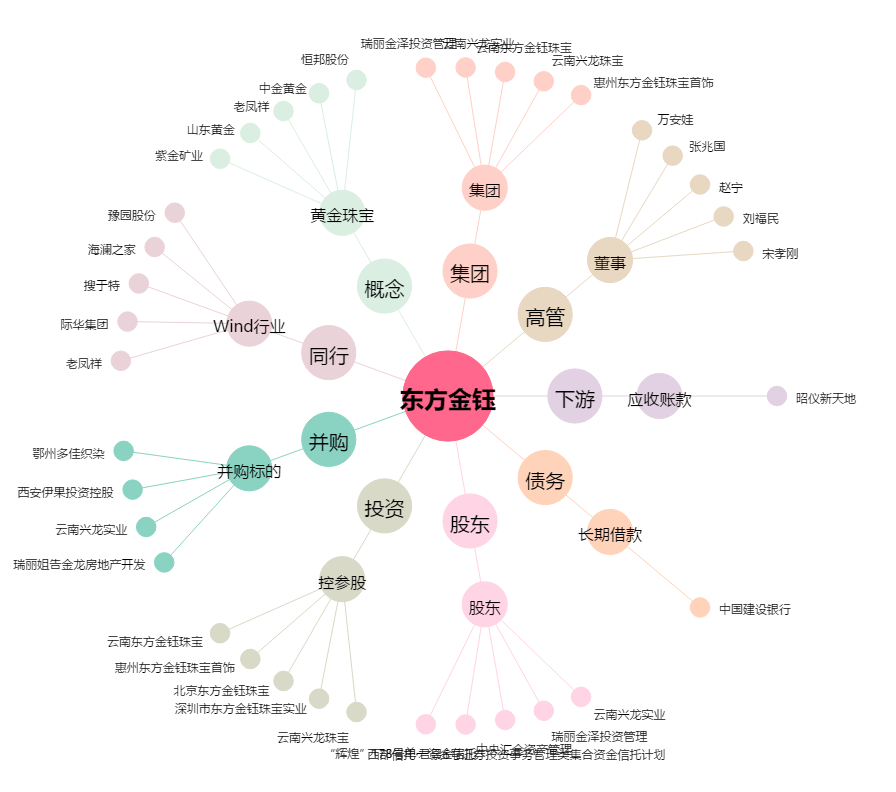 瑞丽金泽投资管理
云南兴龙实业
云南东方金钰珠宝
云南兴龙珠宝
惠州东方金钰珠宝首饰
集团
集团
恒邦股份
中金黄金
老凤祥
山东黄金
紫金矿业
黄金珠宝
概念
万安娃
张兆国
赵宁
刘福民
宋孝刚
董事
高管
豫园股份
海澜之家
搜于特
际华集团
老凤祥
Wind行业
同行
东方金钰
下游
应收账款
昭仪新天地
并购
并购标的
鄂州多佳织染
西安伊果投资控股
云南兴龙实业
瑞丽姐告金龙房地产开发
债务
长期借款
中国建设银行
投资
控参股
云南东方金钰珠宝
惠州东方金钰珠宝首饰
北京东方金钰珠宝
深圳市东方金钰珠宝实业
云南兴龙珠宝
股东
股东
云南兴龙实业
瑞丽金泽投资管理
中央汇金资产管理